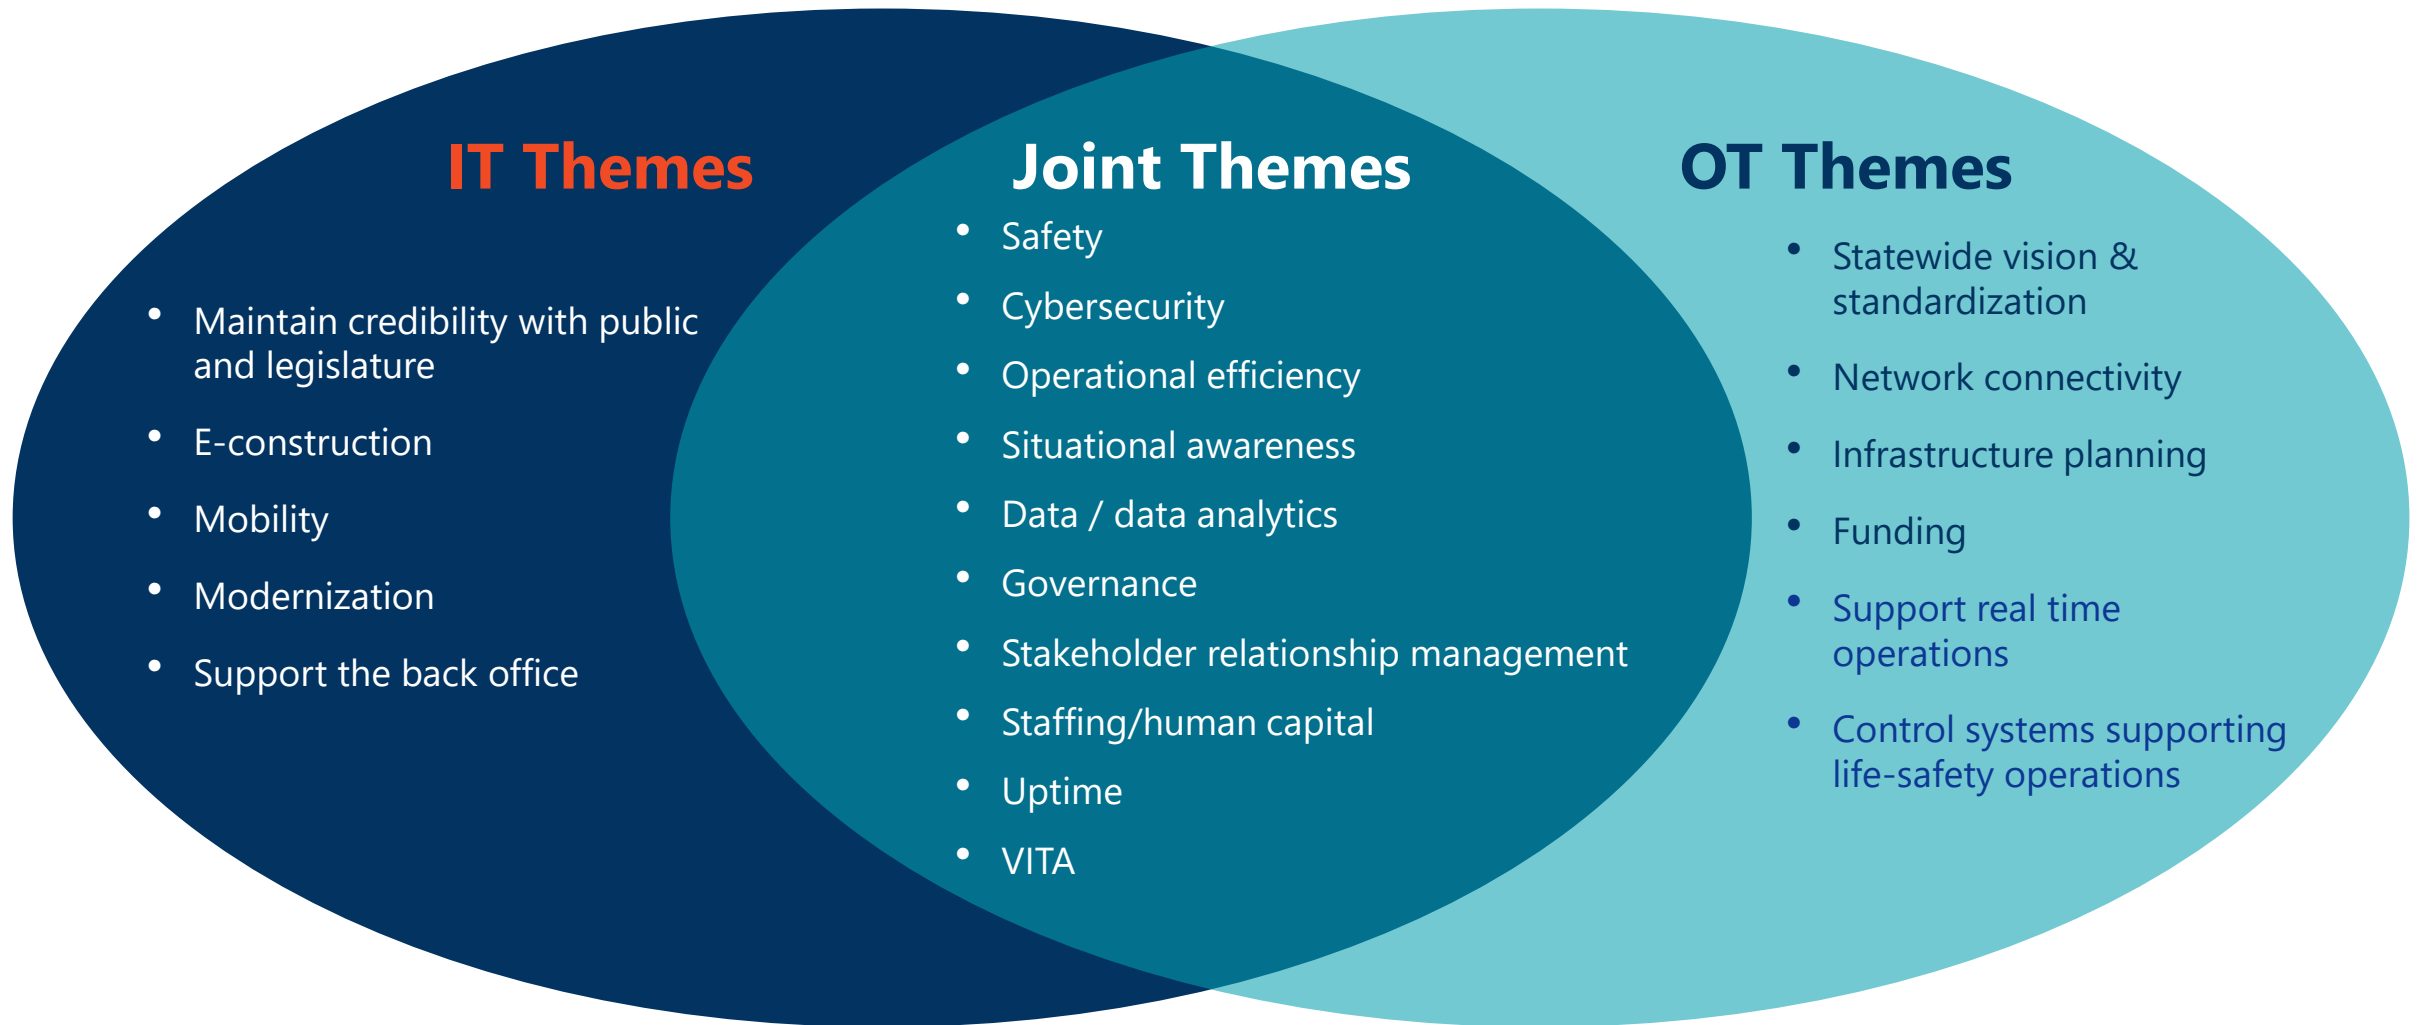 IT Themes
• Maintain credibility with public
and legislature
• E-construction
• Mobility
• Modernization
• Support the back office
Joint Themes
• Safety
• Cybersecurity
• Operational efficiency
• Situational awareness
• Data / data analytics
• Governance
• Stakeholder relationship management
• Staffing/human capital
• Uptime
• VITA
OT Themes
• Statewide vision &
standardization
• Network connectivity
• Infrastructure planning
• Funding
• Support real time
operations
• Control systems supporting
life-safety operations